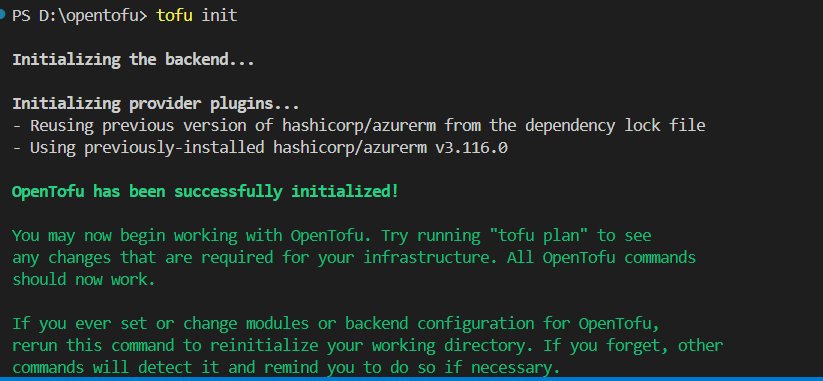 PS D:\opentofu> tofu init
Initializing the backend...
Initializing provider plugins...
- Reusing previous version of hashicorp/azurerm from the dependency lock file
- Using previously-installed hashicorp/azurerm v3.116.0
OpenTofu has been successfully initialized!
You may now begin working with OpenTofu. Try running "tofu plan" to see
any changes that are required for your infrastructure. All OpenTofu commands
should now work.
If you ever set or change modules or backend configuration for OpenTofu,
rerun this command to reinitialize your working directory. If you forget, other
commands will detect it and remind you to do so if necessary.